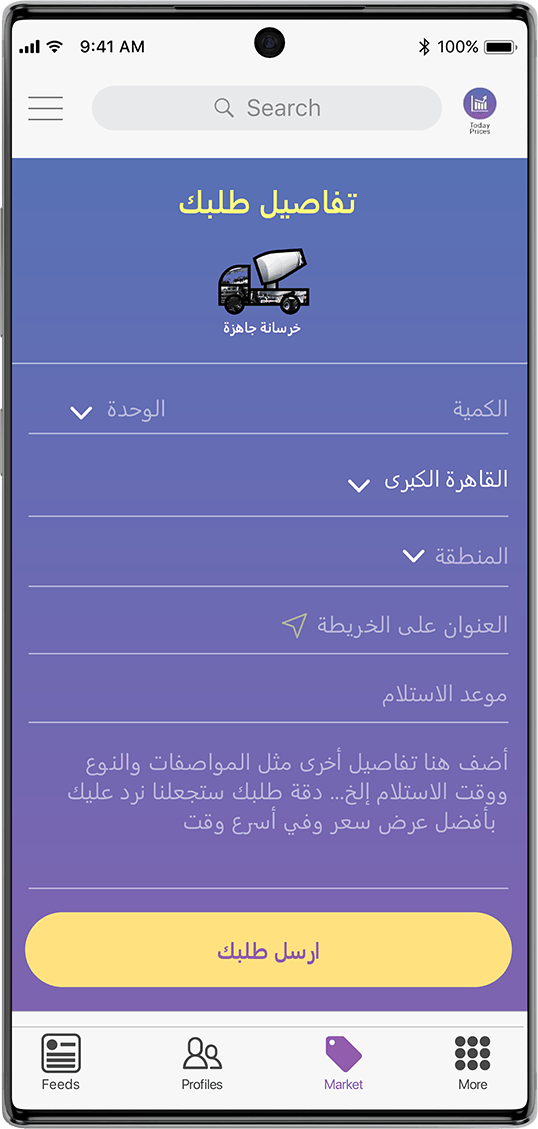 9:41 AM
100%
Search
Today
Prices
تفاصيل طلبك
خرسانة جاهزة
الكمية
الوحدة
القاهرة الكبرى
المنطقة
العنوان على الخريطة
موعد الاستلام
أضف هنا تفاصيل أخرى مثل المواصفات والنوع
ووقت الاستلام إلخ... دقة طلبك ستجعلنا نرد عليك
بأفضل عرض سعر وفي أسرع وقت
ارسل طلبك
Feeds
Profiles
Market
More